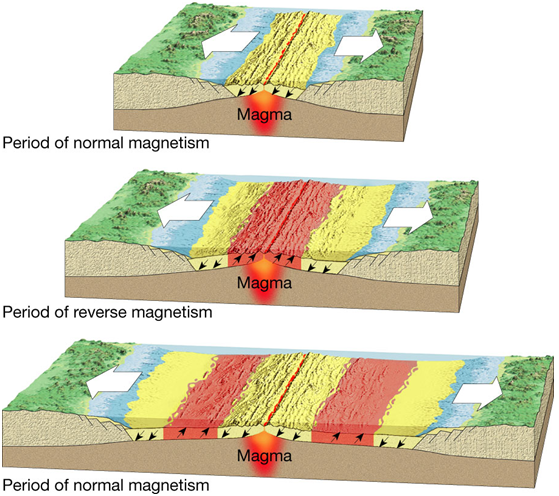 Magma
Period of normal magnetism
Magma
Period of reverse magnetism
Magma
Period of normal magnetism